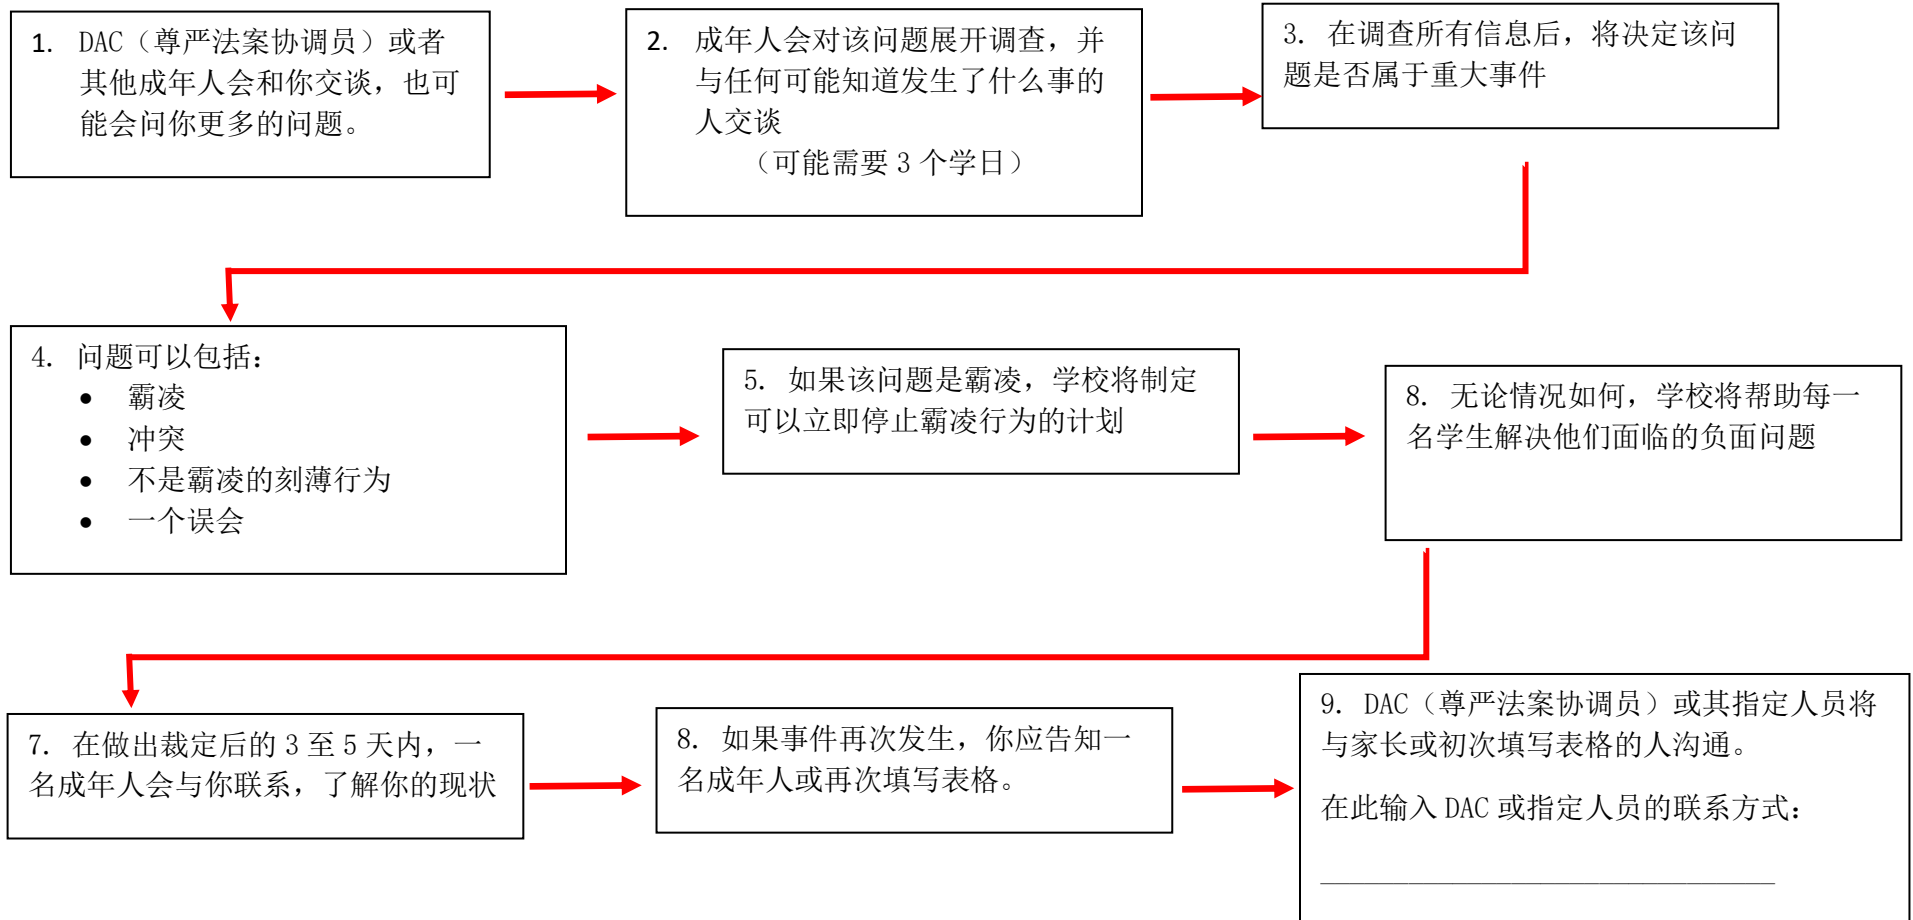 1. DAC（尊严法案协调员）或者
其他成年人会和你交谈，也可
能会问你更多的问题。
2. 成年人会对该问题展开调查，并
与任何可能知道发生了什么事的
人交谈
（可能需要 3 个学日）
3. 在调查所有信息后，将决定该问
题是否属于重大事件
4. 问题可以包括：
• 霸凌
• 冲突
• 不是霸凌的刻薄行为
• 一个误会
5. 如果该问题是霸凌，学校将制定
可以立即停止霸凌行为的计划
8. 无论情况如何，学校将帮助每一
名学生解决他们面临的负面问题
7. 在做出裁定后的 3 至 5 天内，一
名成年人会与你联系，了解你的现状
8. 如果事件再次发生，你应告知一
名成年人或再次填写表格。
9. DAC（尊严法案协调员）或其指定人员将
与家长或初次填写表格的人沟通。
在此输入 DAC 或指定人员的联系方式：
_______________________________